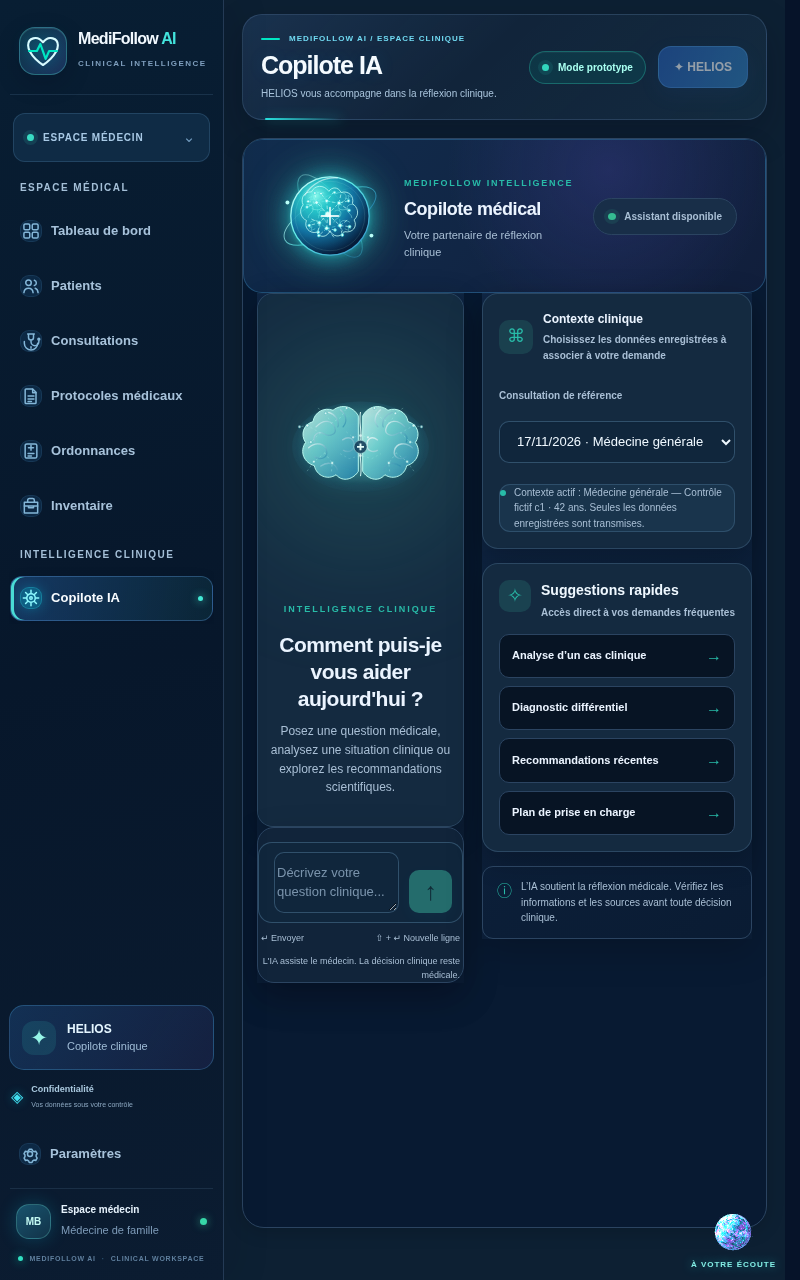 MediFollow AI
CLINICAL INTELLIGENCE
ESPACE MÉDECIN
ESPACE MÉDICAL
Tableau de bord
Patients
Consultations
Protocoles médicaux
Ordonnances
Inventaire
INTELLIGENCE CLINIQUE
Copilote IA
HELIOS
Copilote clinique
Confidentialité
Vos données sous votre contrôle
Paramètres
MB
Espace médecin
Médecine de famille
MEDIFOLLOW AI · CLINICAL WORKSPACE
MEDIFOLLOW AI / ESPACE CLINIQUE
Copilote IA
HELIOS vous accompagne dans la réflexion clinique.
Mode prototype
✦ HELIOS
MEDIFOLLOW INTELLIGENCE
Copilote médical
Votre partenaire de réflexion
clinique
Assistant disponible
INTELLIGENCE CLINIQUE
Comment puis-je
vous aider
aujourd'hui ?
Posez une question médicale,
analysez une situation clinique ou
explorez les recommandations
scientifiques.
Décrivez votre
question clinique...
↑
↵ Envoyer
⇧ + ↵ Nouvelle ligne
L'IA assiste le médecin. La décision clinique reste
médicale.
⌘
Contexte clinique
Choisissez les données enregistrées à
associer à votre demande
Consultation de référence
17/11/2026 · Médecine générale
Contexte actif : Médecine générale — Contrôle
fictif c1 · 42 ans. Seules les données
enregistrées sont transmises.
Suggestions rapides
Accès direct à vos demandes fréquentes
Analyse d'un cas clinique →
Diagnostic différentiel →
Recommandations récentes →
Plan de prise en charge →
ⓘ
L'IA soutient la réflexion médicale. Vérifiez les
informations et les sources avant toute décision
clinique.
À VOTRE ÉCOUTE